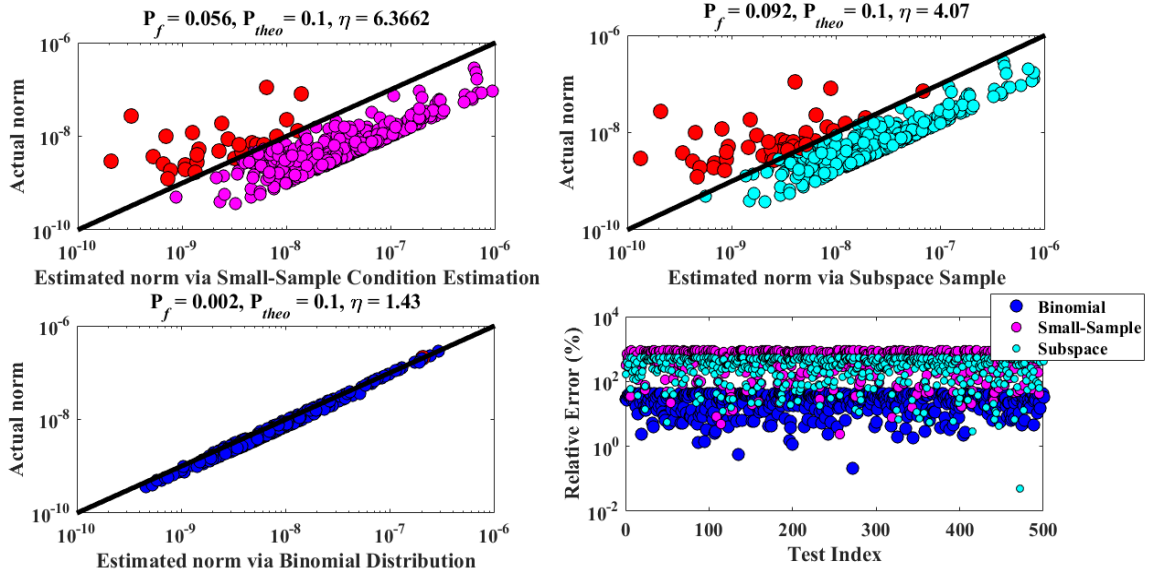 P_f = 0.056, P_theo = 0.1, η = 6.3662
10^-6
10^-8
10^-10
Actual norm
10^-10 10^-9 10^-8 10^-7 10^-6
Estimated norm via Small-Sample Condition Estimation
P_f = 0.092, P_theo = 0.1, η = 4.07
10^-6
10^-8
10^-10
Actual norm
10^-10 10^-9 10^-8 10^-7 10^-6
Estimated norm via Subspace Sample
P_f = 0.002, P_theo = 0.1, η = 1.43
10^-6
10^-8
10^-10
Actual norm
10^-10 10^-9 10^-8 10^-7 10^-6
Estimated norm via Binomial Distribution
Binomial
Small-Sample
Subspace
10^4
10^2
10^0
10^-2
Relative Error (%)
0 100 200 300 400 500
Test Index